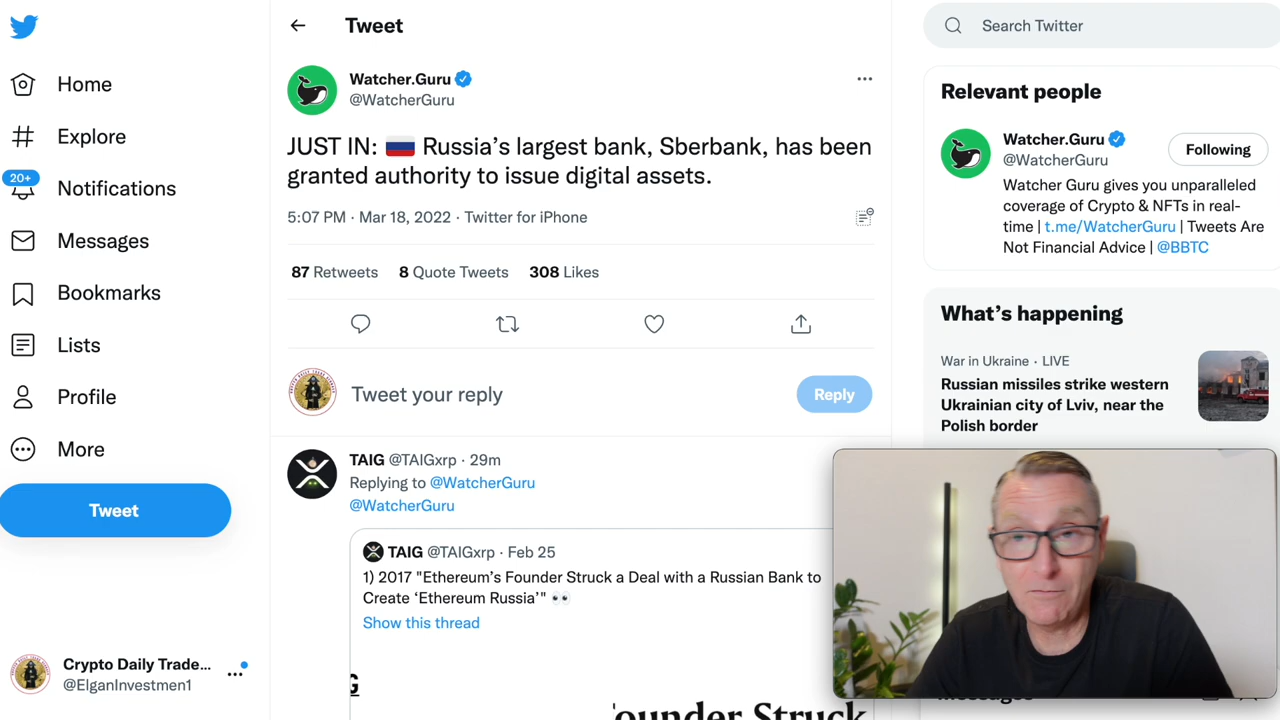 Tweet
Search Twitter
Home
Explore
20+
Notifications
Messages
Bookmarks
Lists
Profile
More
Tweet
Crypto Daily Trade...
@ElganInvestmen1
Watcher.Guru
@WatcherGuru
JUST IN: 🇷🇺 Russia’s largest bank, Sberbank, has been
granted authority to issue digital assets.
5:07 PM · Mar 18, 2022 · Twitter for iPhone
87 Retweets 8 Quote Tweets 308 Likes
Tweet your reply
Reply
TAIG @TAIGxrp · 29m
Replying to @WatcherGuru
@WatcherGuru
TAIG @TAIGxrp · Feb 25
1) 2017 "Ethereum’s Founder Struck a Deal with a Russian Bank to
Create ‘Ethereum Russia’" 👀
Show this thread
Struck
Relevant people
Watcher.Guru
@WatcherGuru
Following
Watcher Guru gives you unparalleled
coverage of Crypto & NFTs in real-
time | t.me/WatcherGuru | Tweets Are
Not Financial Advice | @BBTC
What’s happening
War in Ukraine · LIVE
Russian missiles strike western
Ukrainian city of Lviv, near the
Polish border